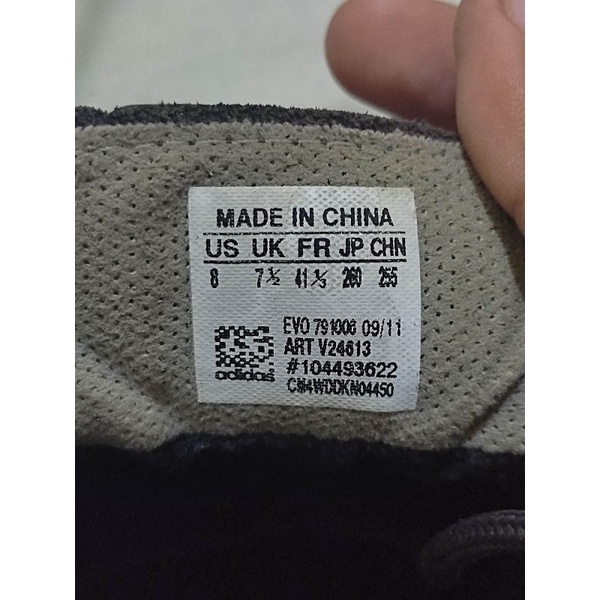 MADE IN CHINA
US UK FR JP CHN
8 7½ 41⅓ 260 255
EVO 791006 09/11
ART V24613
#104493622
CM4WDDKN04450
adidas